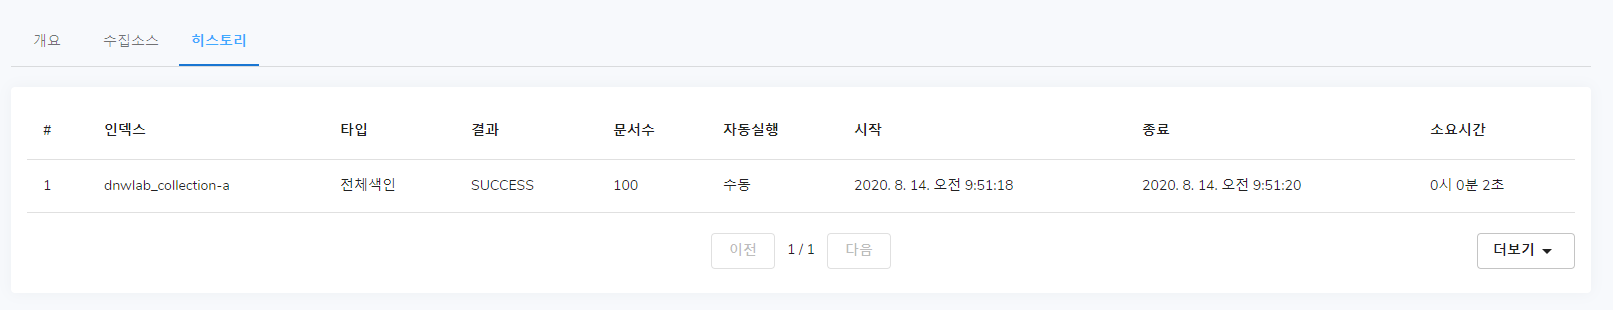 개요 수집소스 히스토리
# 인덱스 타입 결과 문서수 자동실행 시작 종료 소요시간
1 dnwlab_collection-a 전체색인 SUCCESS 100 수동 2020. 8. 14. 오전 9:51:18 2020. 8. 14. 오전 9:51:20 0시 0분 2초
이전 1 / 1 다음 더보기